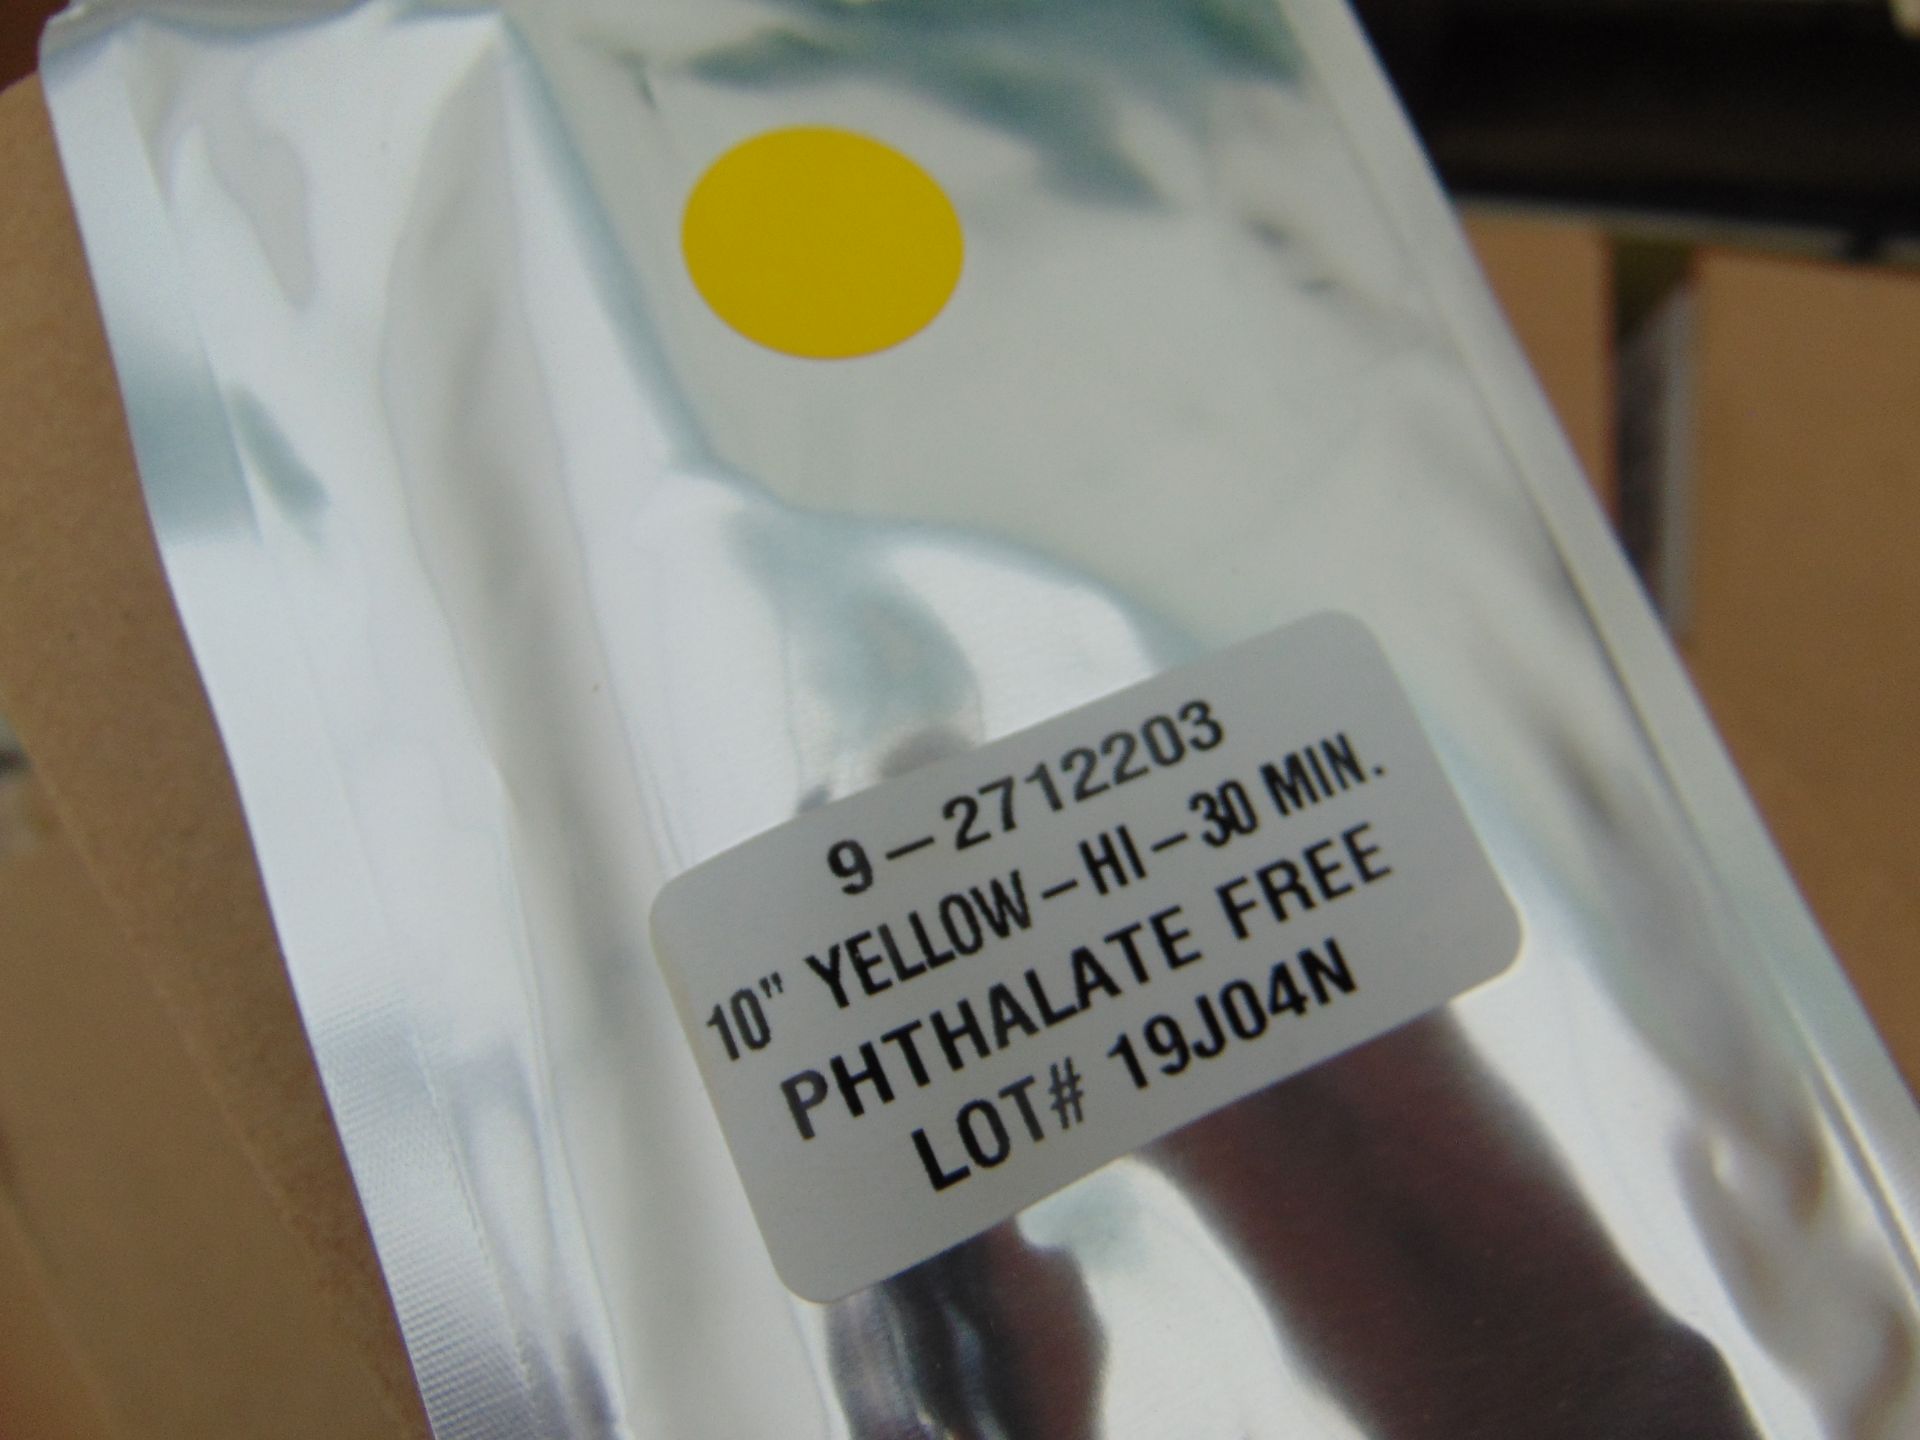 9-2712203
10" YELLOW-HI-30 MIN.
PHTHALATE FREE
LOT# 19J04N